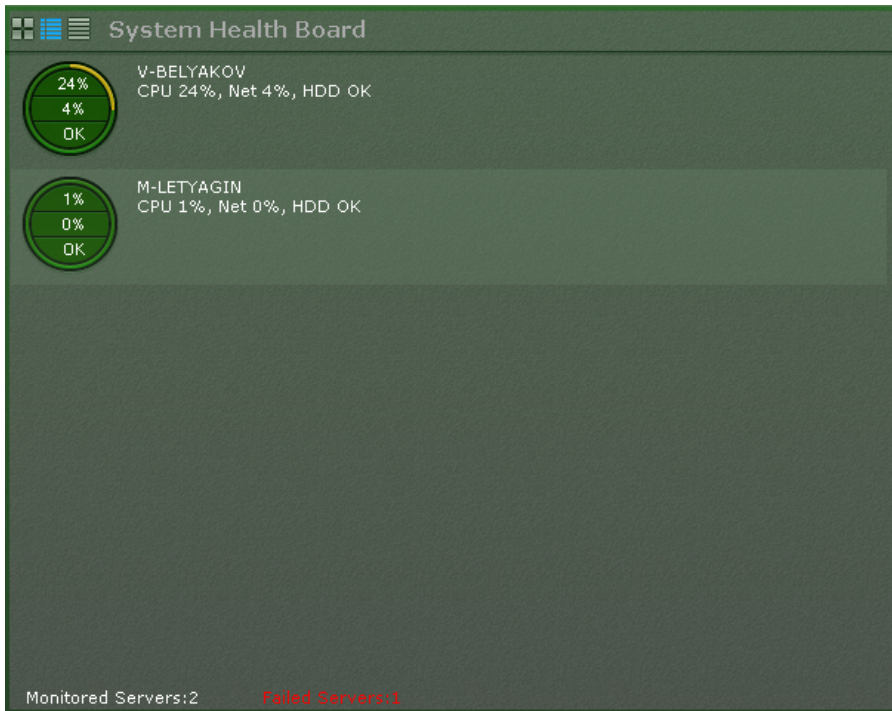 System Health Board
24%
4%
OK
V-BELYAKOV
CPU 24%, Net 4%, HDD OK
1%
0%
OK
M-LETYAGIN
CPU 1%, Net 0%, HDD OK
Monitored Servers:2 Failed Servers:1